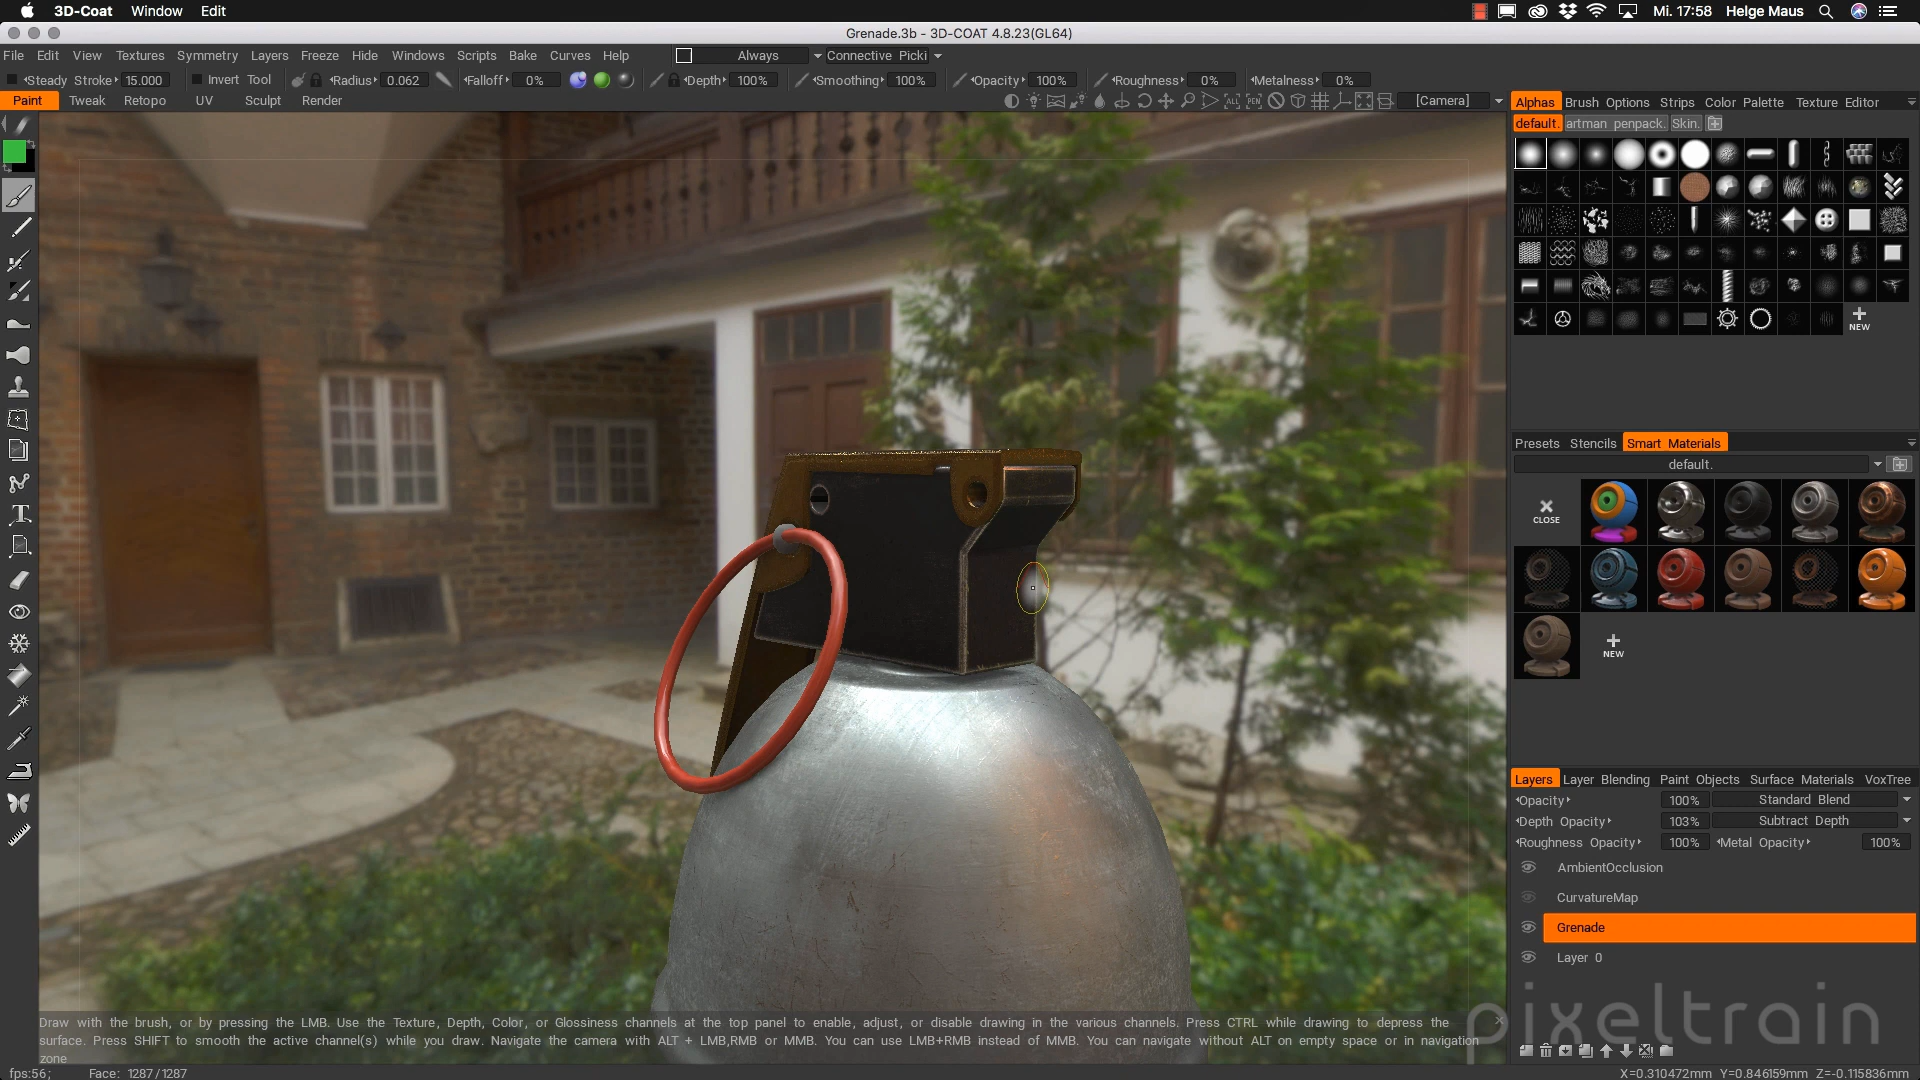 3D-Coat Window Edit Mi. 17:58 Helge Maus
Grenade.3b - 3D-COAT 4.8.23(GL64)
File Edit View Textures Symmetry Layers Freeze Hide Windows Scripts Bake Curves Help Always Connective Picki
Steady Stroke 15.000 Invert Tool Radius 0.062 Falloff 0% Depth 100% Smoothing 100% Opacity 100% Roughness 0% Metalness 0%
Paint Tweak Retopo UV Sculpt Render ALL PEN [Camera]
Alphas Brush Options Strips Color Palette Texture Editor
default. artman penpack. Skin.
NEW
Presets Stencils Smart Materials
default.
CLOSE
NEW
Layers Layer Blending Paint Objects Surface Materials VoxTree
Opacity 100% Standard Blend
Depth Opacity 103% Subtract Depth
Roughness Opacity 100% Metal Opacity 100%
AmbientOcclusion
CurvatureMap
Grenade
Layer 0
pixeltrain
Draw with the brush, or by pressing the LMB. Use the Texture, Depth, Color, or Glossiness channels at the top panel to enable, adjust, or disable drawing in the various channels. Press CTRL while drawing to depress the
surface. Press SHIFT to smooth the active channel(s) while you draw. Navigate the camera with ALT + LMB,RMB or MMB. You can use LMB+RMB instead of MMB. You can navigate without ALT on empty space or in navigation
zone
fps:56; Face: 1287/1287 X=0.310472mm Y=0.846159mm Z=-0.115836mm